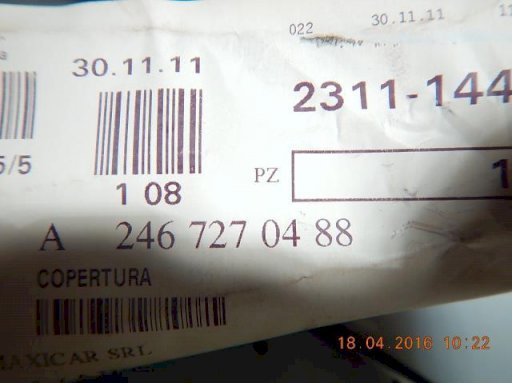 022 30.11.11 11
30.11.11
2311-144
5/5
1 08
PZ 1
A 246 727 04 88
COPERTURA
MAXICAR SRL
18.04.2016 10:22